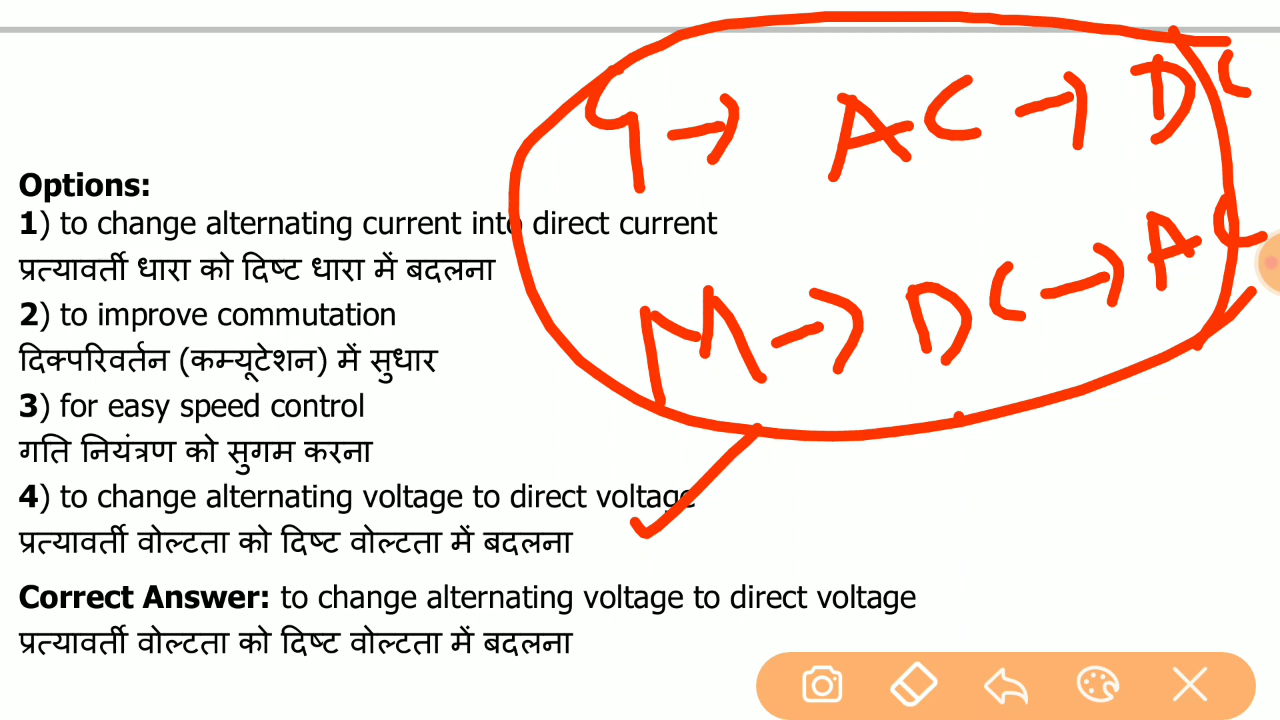 G → AC → DC
M → DC → AC
Options:
1) to change alternating current into direct current
प्रत्यावर्ती धारा को दिष्ट धारा में बदलना
2) to improve commutation
दिक्परिवर्तन (कम्यूटेशन) में सुधार
3) for easy speed control
गति नियंत्रण को सुगम करना
4) to change alternating voltage to direct voltage
प्रत्यावर्ती वोल्टता को दिष्ट वोल्टता में बदलना
Correct Answer: to change alternating voltage to direct voltage
प्रत्यावर्ती वोल्टता को दिष्ट वोल्टता में बदलना